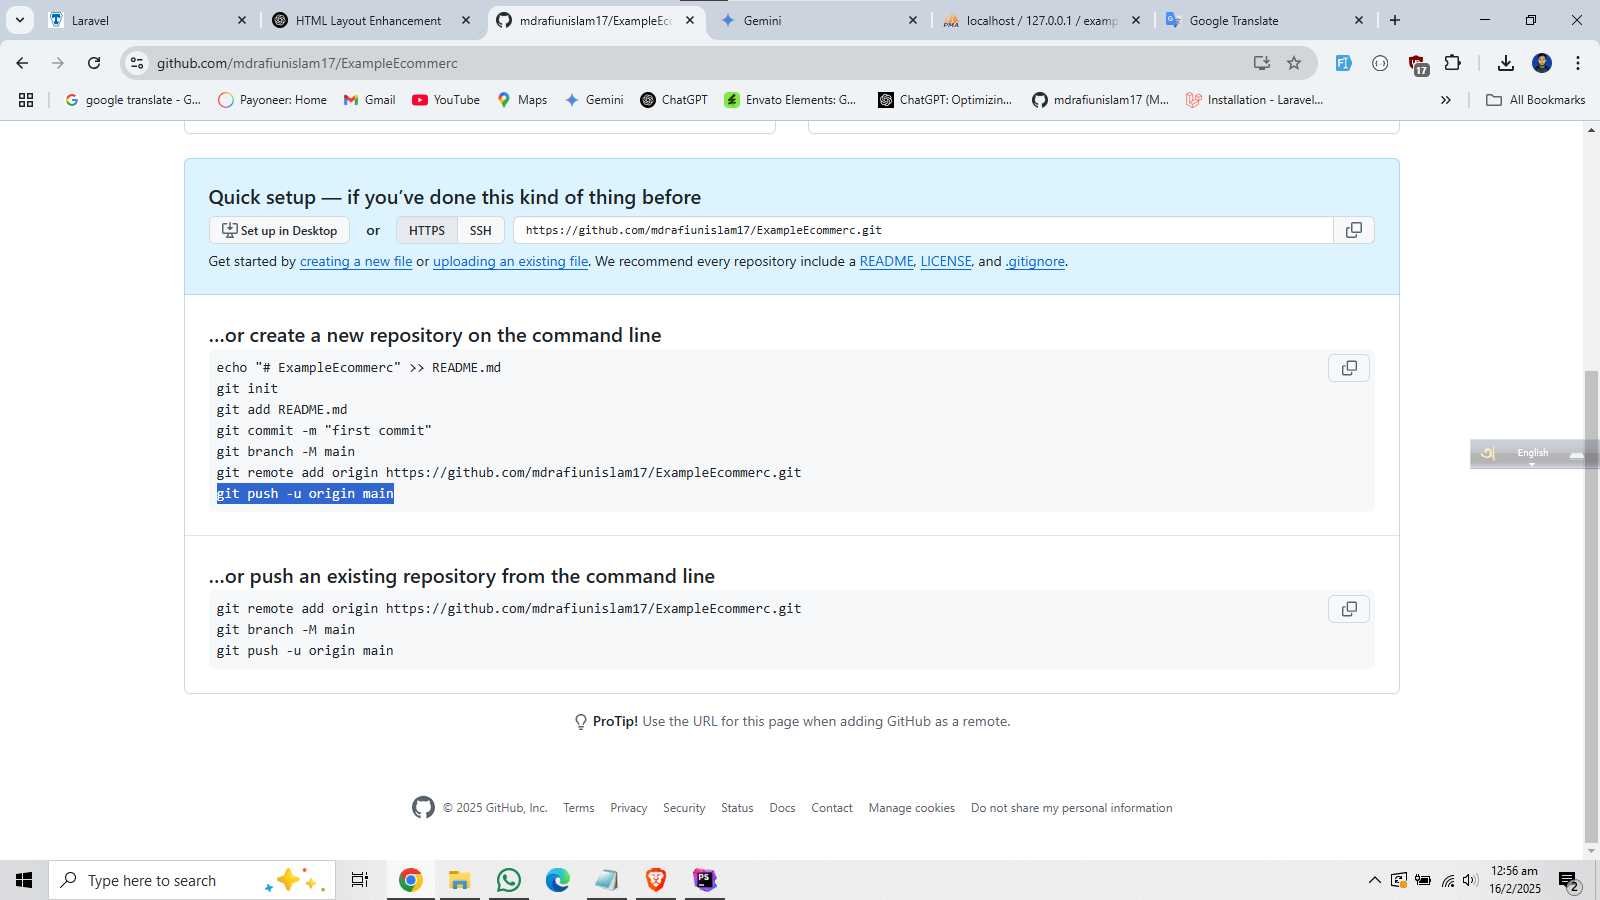 Laravel
HTML Layout Enhancement
mdrafiunislam17/ExampleEcc
Gemini
localhost / 127.0.0.1 / examp
Google Translate
github.com/mdrafiunislam17/ExampleEcommerc
17
google translate - G...
Payoneer: Home
Gmail
YouTube
Maps
Gemini
ChatGPT
Envato Elements: G...
ChatGPT: Optimizin...
mdrafiunislam17 (M...
Installation - Laravel...
All Bookmarks
Quick setup — if you've done this kind of thing before
Set up in Desktop or HTTPS SSH https://github.com/mdrafiunislam17/ExampleEcommerc.git
Get started by creating a new file or uploading an existing file. We recommend every repository include a README, LICENSE, and .gitignore.
…or create a new repository on the command line
echo "# ExampleEcommerc" >> README.md
git init
git add README.md
git commit -m "first commit"
git branch -M main
git remote add origin https://github.com/mdrafiunislam17/ExampleEcommerc.git
git push -u origin main
English
…or push an existing repository from the command line
git remote add origin https://github.com/mdrafiunislam17/ExampleEcommerc.git
git branch -M main
git push -u origin main
ProTip! Use the URL for this page when adding GitHub as a remote.
© 2025 GitHub, Inc. Terms Privacy Security Status Docs Contact Manage cookies Do not share my personal information
Type here to search
PS
12:56 am
16/2/2025
2